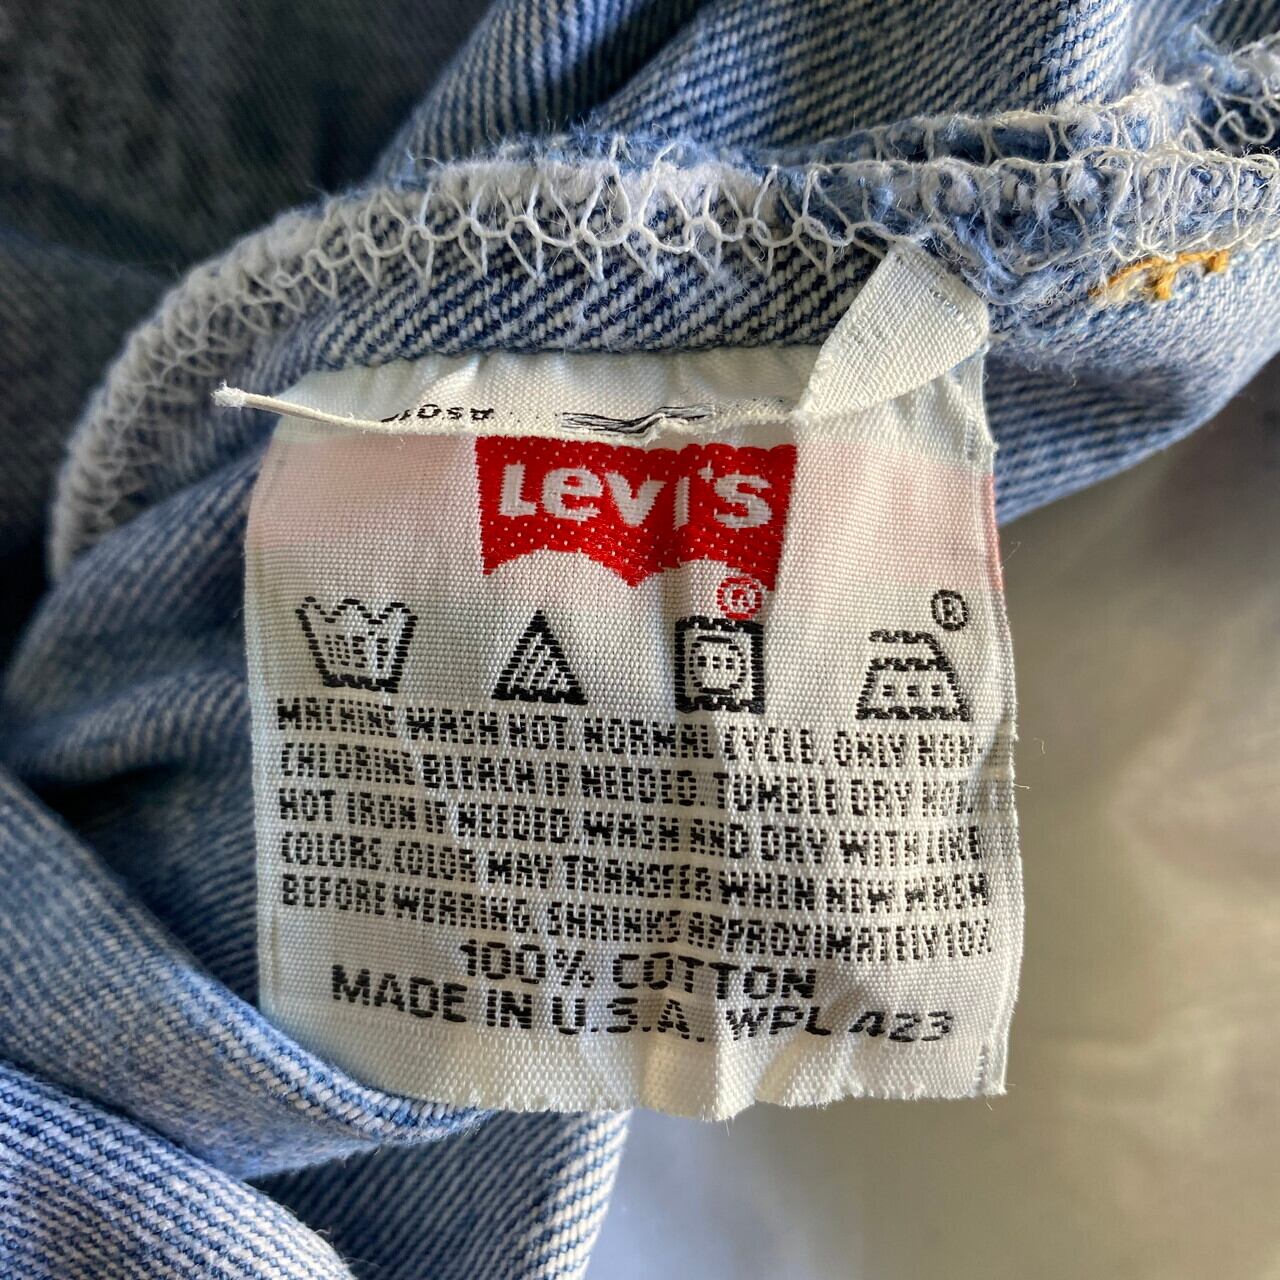 Levi's
®
®
MACHINE WASH HOT. NORMAL CYCLE. ONLY NON-
CHLORINE BLEACH IF NEEDED. TUMBLE DRY HOT.
HOT IRON IF NEEDED. WASH AND DRY WITH LIKE
COLORS. COLOR MAY TRANSFER WHEN NEW. WASH
BEFORE WEARING. SHRINKS APPROXIMATELY 10%
100% COTTON
MADE IN U.S.A. WPL 423